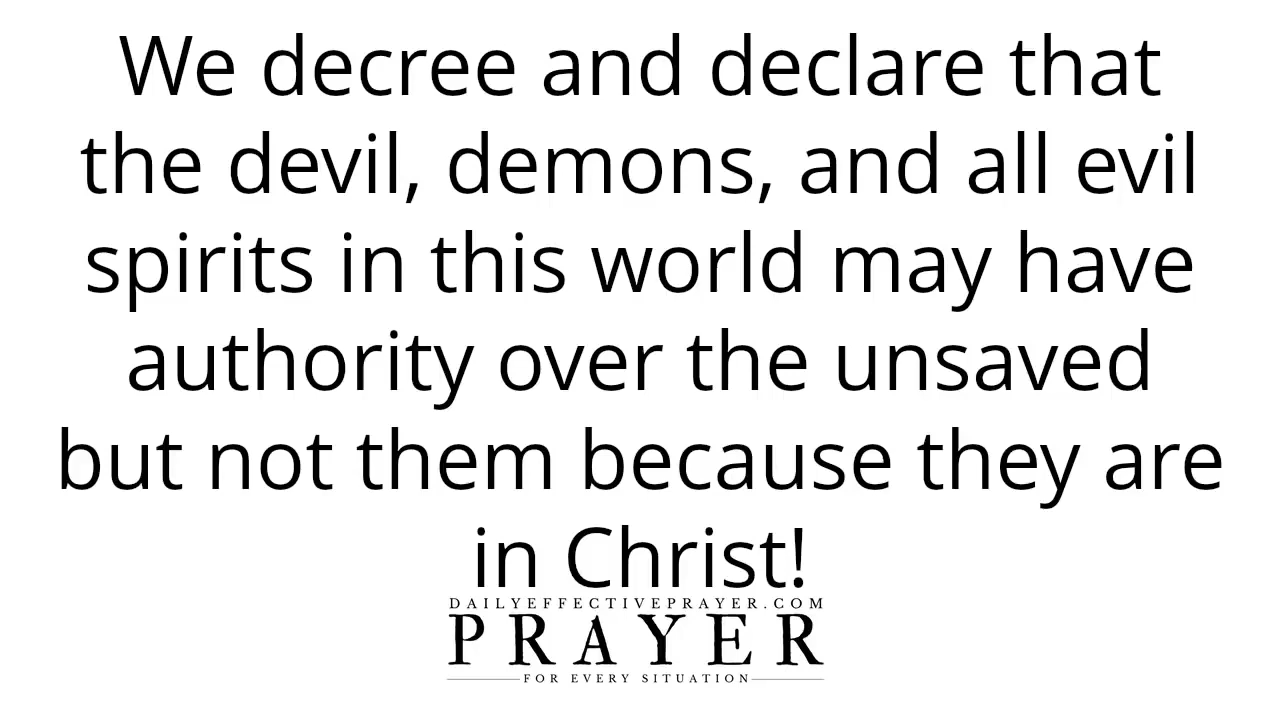 We decree and declare that
the devil, demons, and all evil
spirits in this world may have
authority over the unsaved
but not them because they are
in Christ!
DAILYEFFECTIVEPRAYER.COM
PRAYER
FOR EVERY SITUATION